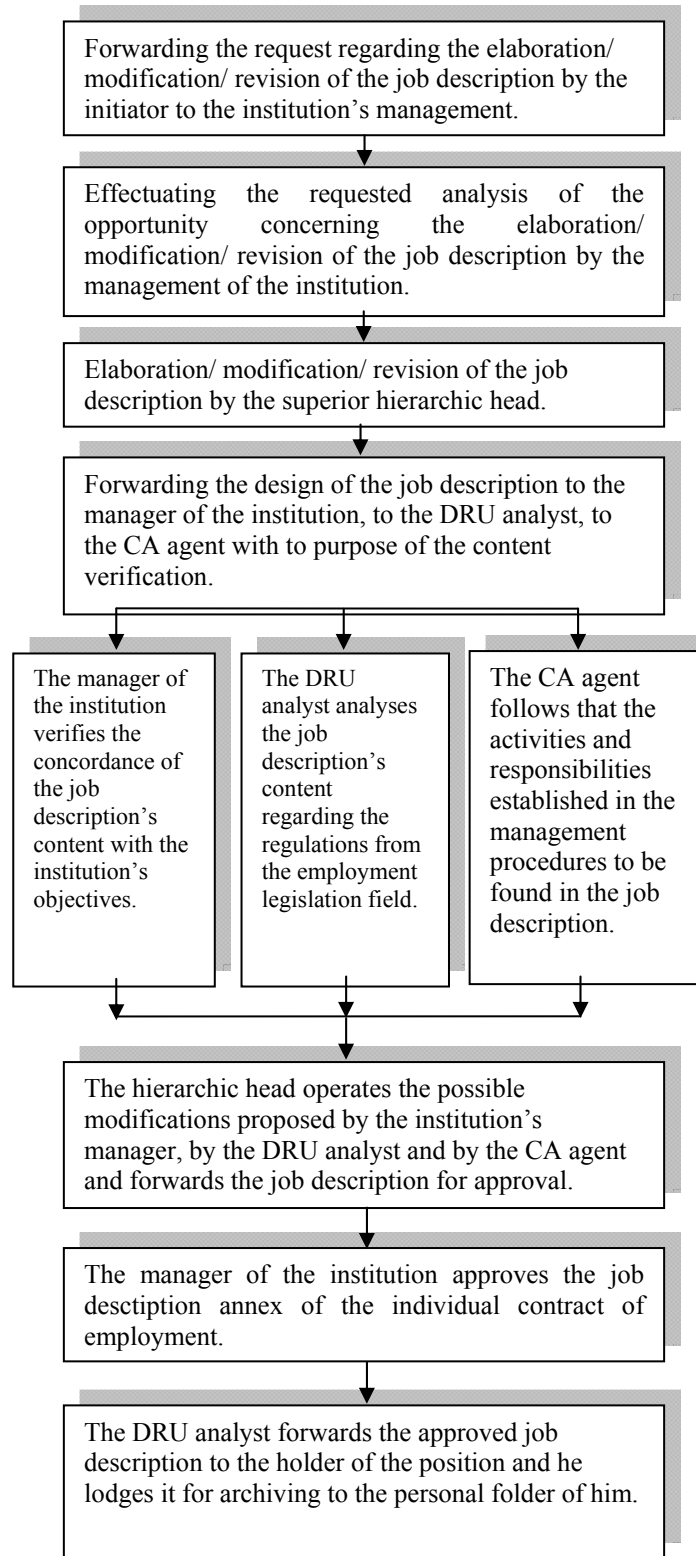 Forwarding the request regarding the elaboration/
modification/ revision of the job description by the
initiator to the institution’s management.
Effectuating the requested analysis of the
opportunity concerning the elaboration/
modification/ revision of the job description by the
management of the institution.
Elaboration/ modification/ revision of the job
description by the superior hierarchic head.
Forwarding the design of the job description to the
manager of the institution, to the DRU analyst, to
the CA agent with to purpose of the content
verification.
The manager of
the institution
verifies the
concordance of
the job
description’s
content with the
institution’s
objectives.
The DRU
analyst analyses
the job
description’s
content
regarding the
regulations from
the employment
legislation field.
The CA agent
follows that the
activities and
responsibilities
established in the
management
procedures to be
found in the job
description.
The hierarchic head operates the possible
modifications proposed by the institution’s
manager, by the DRU analyst and by the CA agent
and forwards the job description for approval.
The manager of the institution approves the job
desctiption annex of the individual contract of
employment.
The DRU analyst forwards the approved job
description to the holder of the position and he
lodges it for archiving to the personal folder of him.